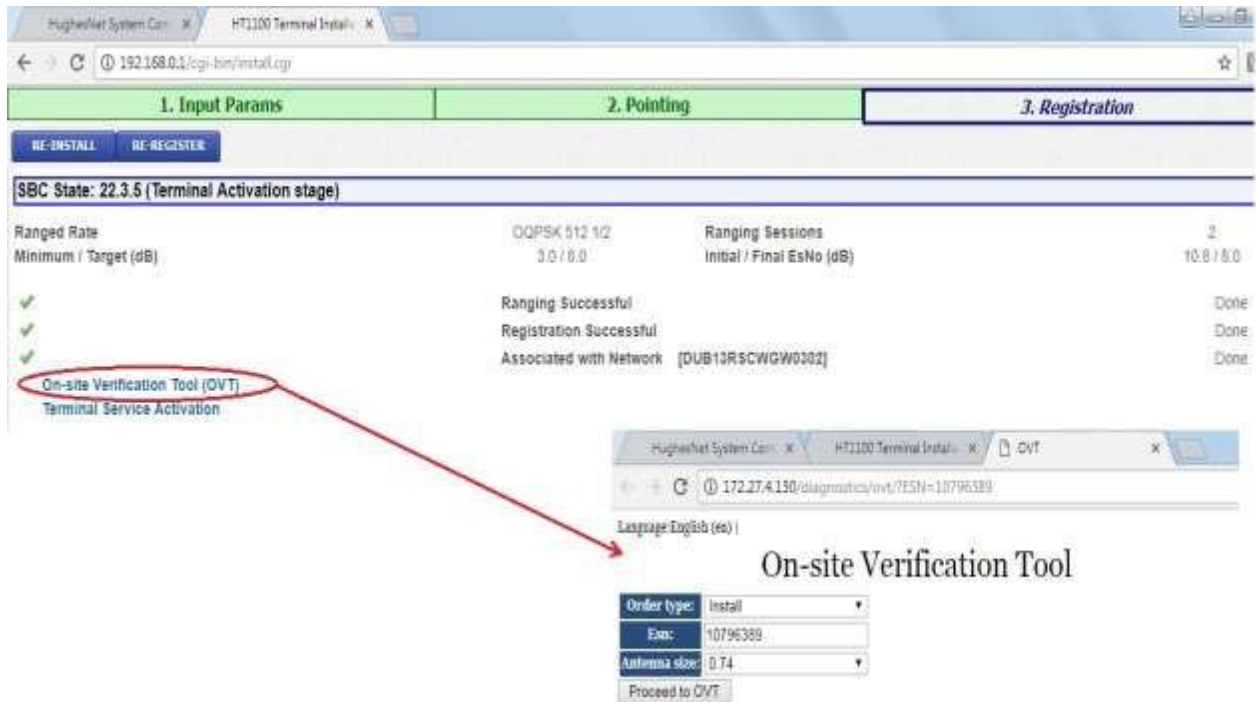 HughesNet System Con
HT1100 Terminal Install
192.168.0.1/cgi-bin/install.cgi
1. Input Params
2. Pointing
3. Registration
RE-INSTALL
RE-REGISTER
SBC State: 22.3.5 (Terminal Activation stage)
Ranged Rate OQPSK 512 1/2 Ranging Sessions 2
Minimum / Target (dB) 3.0 / 8.0 Initial / Final EsNo (dB) 10.8 / 8.0
Ranging Successful Done
Registration Successful Done
Associated with Network [DUB13RSCWGW0302] Done
On-site Verification Tool (OVT)
Terminal Service Activation
HughesNet System Con
HT1100 Terminal Install
OVT
172.27.4.130/diagnostics/ovt/?ESN=10796389
Language English (en) |
On-site Verification Tool
Order type: Install
Esn: 10796389
Antenna size: 0.74
Proceed to OVT